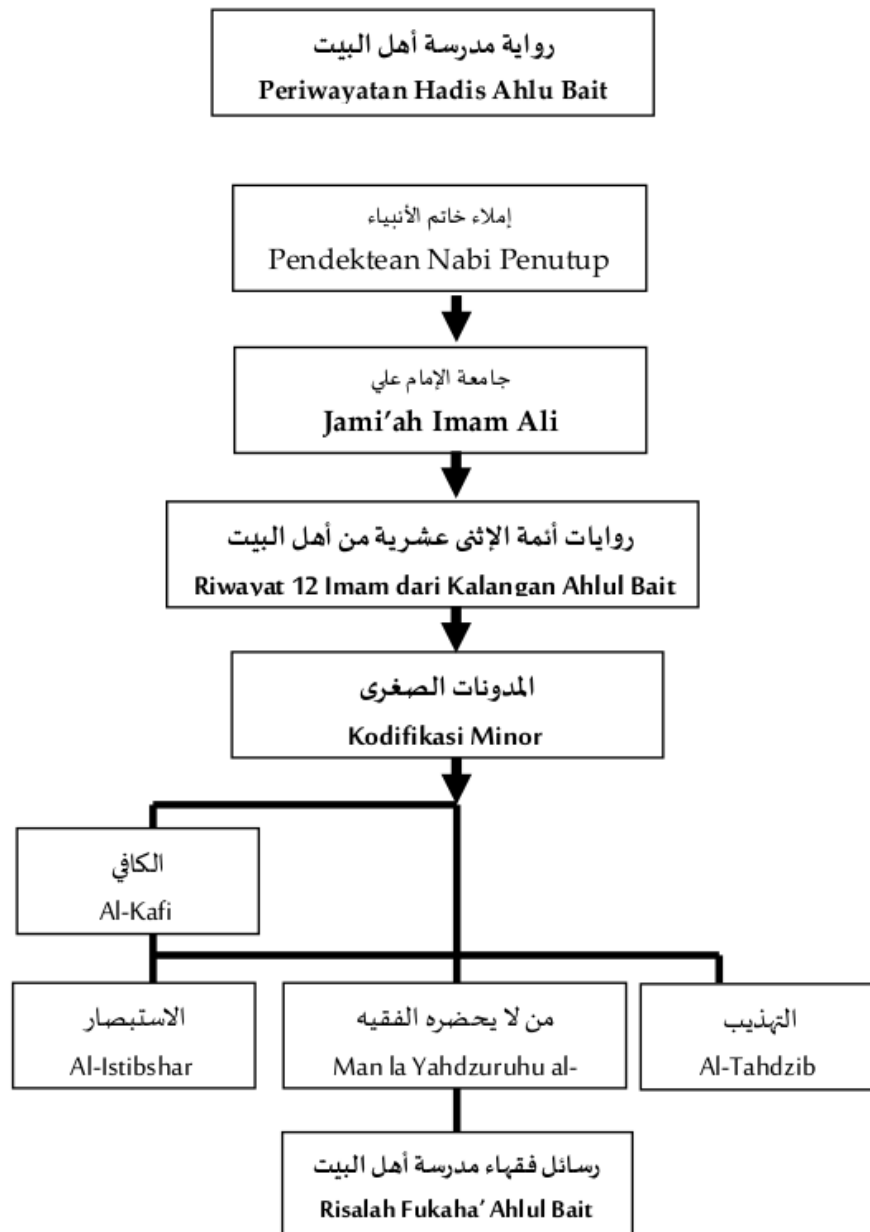 رواية مدرسة أهل البيت
Periwayatan Hadis Ahlu Bait
إملاء خاتم الأنبياء
Pendektean Nabi Penutup
جامعة الإمام علي
Jami'ah Imam Ali
روايات أئمة الإثنى عشرية من أهل البيت
Riwayat 12 Imam dari Kalangan Ahlul Bait
المدونات الصغرى
Kodifikasi Minor
الكافي
Al-Kafi
الاستبصار
Al-Istibshar
من لا يحضره الفقيه
Man la Yahdzuruhu al-
التهذيب
Al-Tahdzib
رسائل فقهاء مدرسة أهل البيت
Risalah Fukaha' Ahlul Bait